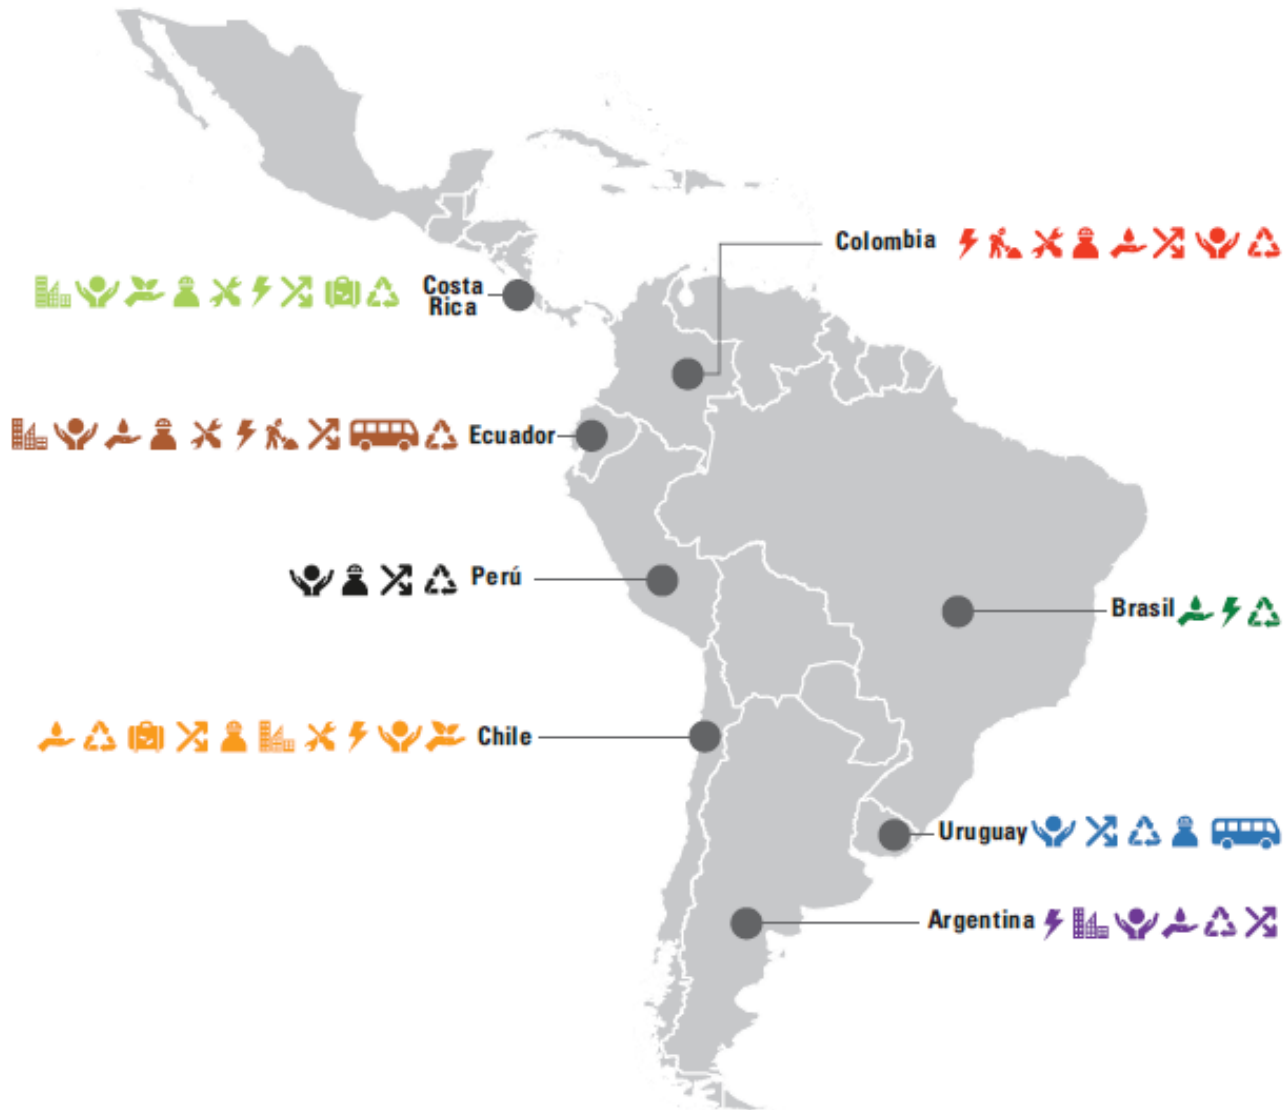 Colombia
Costa
Rica
Ecuador
Perú
Brasil
Chile
Uruguay
Argentina